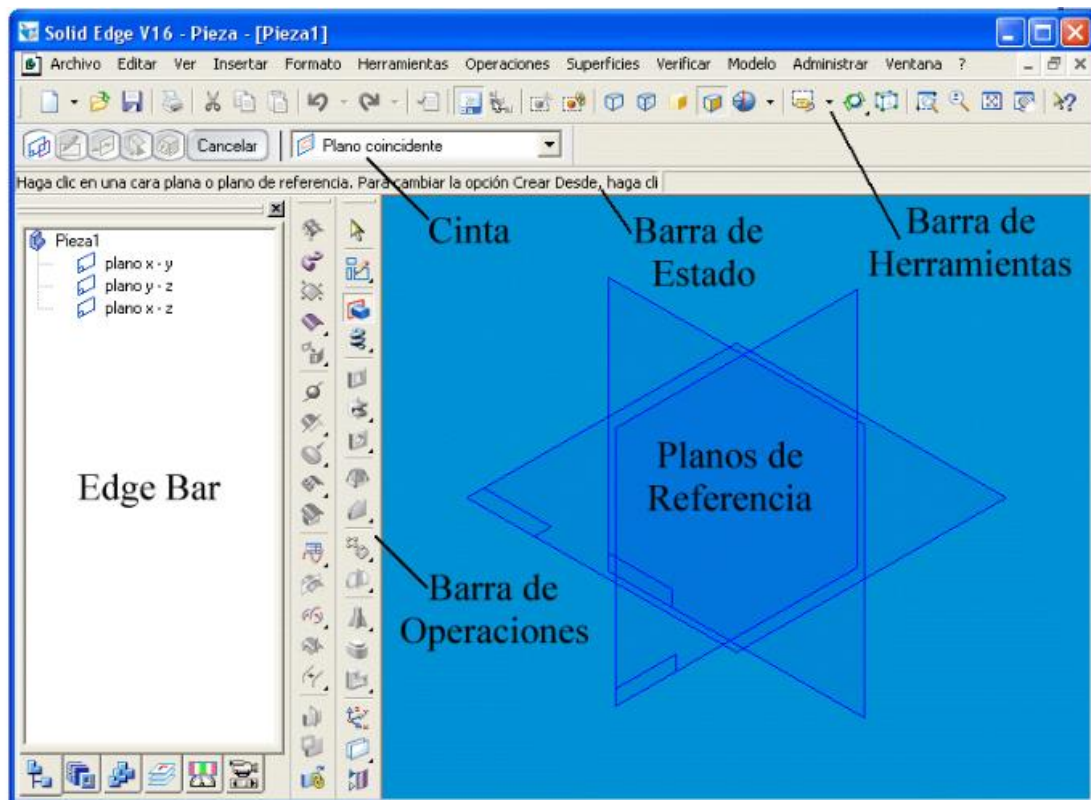 Solid Edge V16 - Pieza - [Pieza1]
Archivo Editar Ver Insertar Formato Herramientas Operaciones Superficies Verificar Modelo Administrar Ventana ?
Cancelar
Plano coincidente
Haga clic en una cara plana o plano de referencia. Para cambiar la opción Crear Desde, haga cli
Pieza1
plano x - y
plano y - z
plano x - z
Edge Bar
Cinta
Barra de
Estado
Barra de
Herramientas
Planos de
Referencia
Barra de
Operaciones